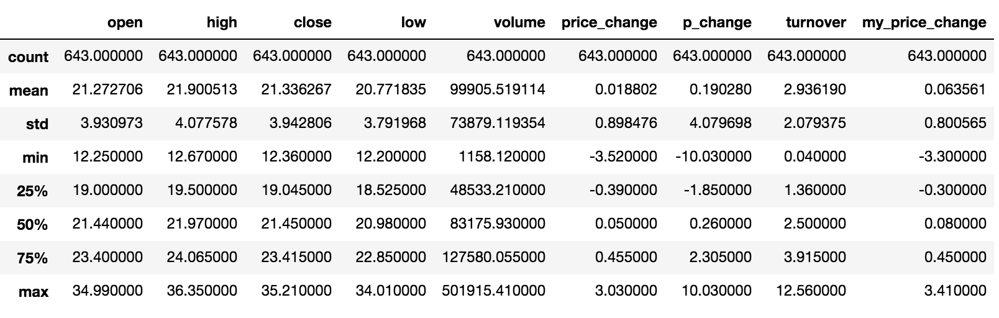 open high close low volume price_change p_change turnover my_price_change
count 643.000000 643.000000 643.000000 643.000000 643.000000 643.000000 643.000000 643.000000 643.000000
mean 21.272706 21.900513 21.336267 20.771835 99905.519114 0.018802 0.190280 2.936190 0.063561
std 3.930973 4.077578 3.942806 3.791968 73879.119354 0.898476 4.079698 2.079375 0.800565
min 12.250000 12.670000 12.360000 12.200000 1158.120000 -3.520000 -10.030000 0.040000 -3.300000
25% 19.000000 19.500000 19.045000 18.525000 48533.210000 -0.390000 -1.850000 1.360000 -0.300000
50% 21.440000 21.970000 21.450000 20.980000 83175.930000 0.050000 0.260000 2.500000 0.080000
75% 23.400000 24.065000 23.415000 22.850000 127580.055000 0.455000 2.305000 3.915000 0.450000
max 34.990000 36.350000 35.210000 34.010000 501915.410000 3.030000 10.030000 12.560000 3.410000